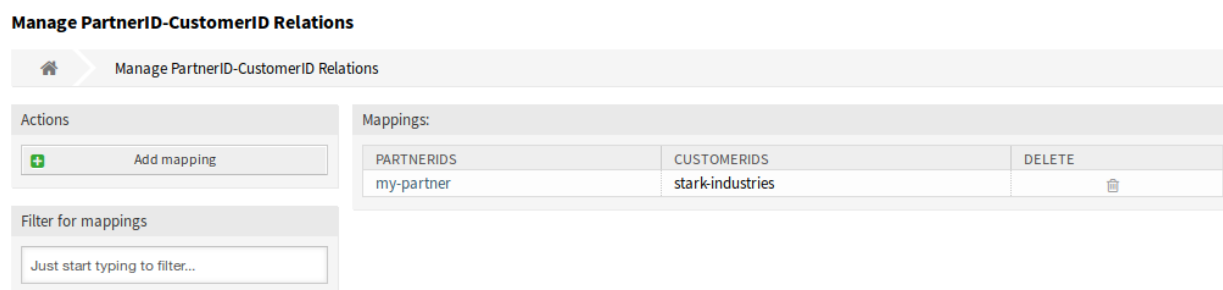 Manage PartnerID-CustomerID Relations
Manage PartnerID-CustomerID Relations
Actions
Add mapping
Filter for mappings
Just start typing to filter...
Mappings:
PARTNERIDS CUSTOMERIDS DELETE
my-partner stark-industries